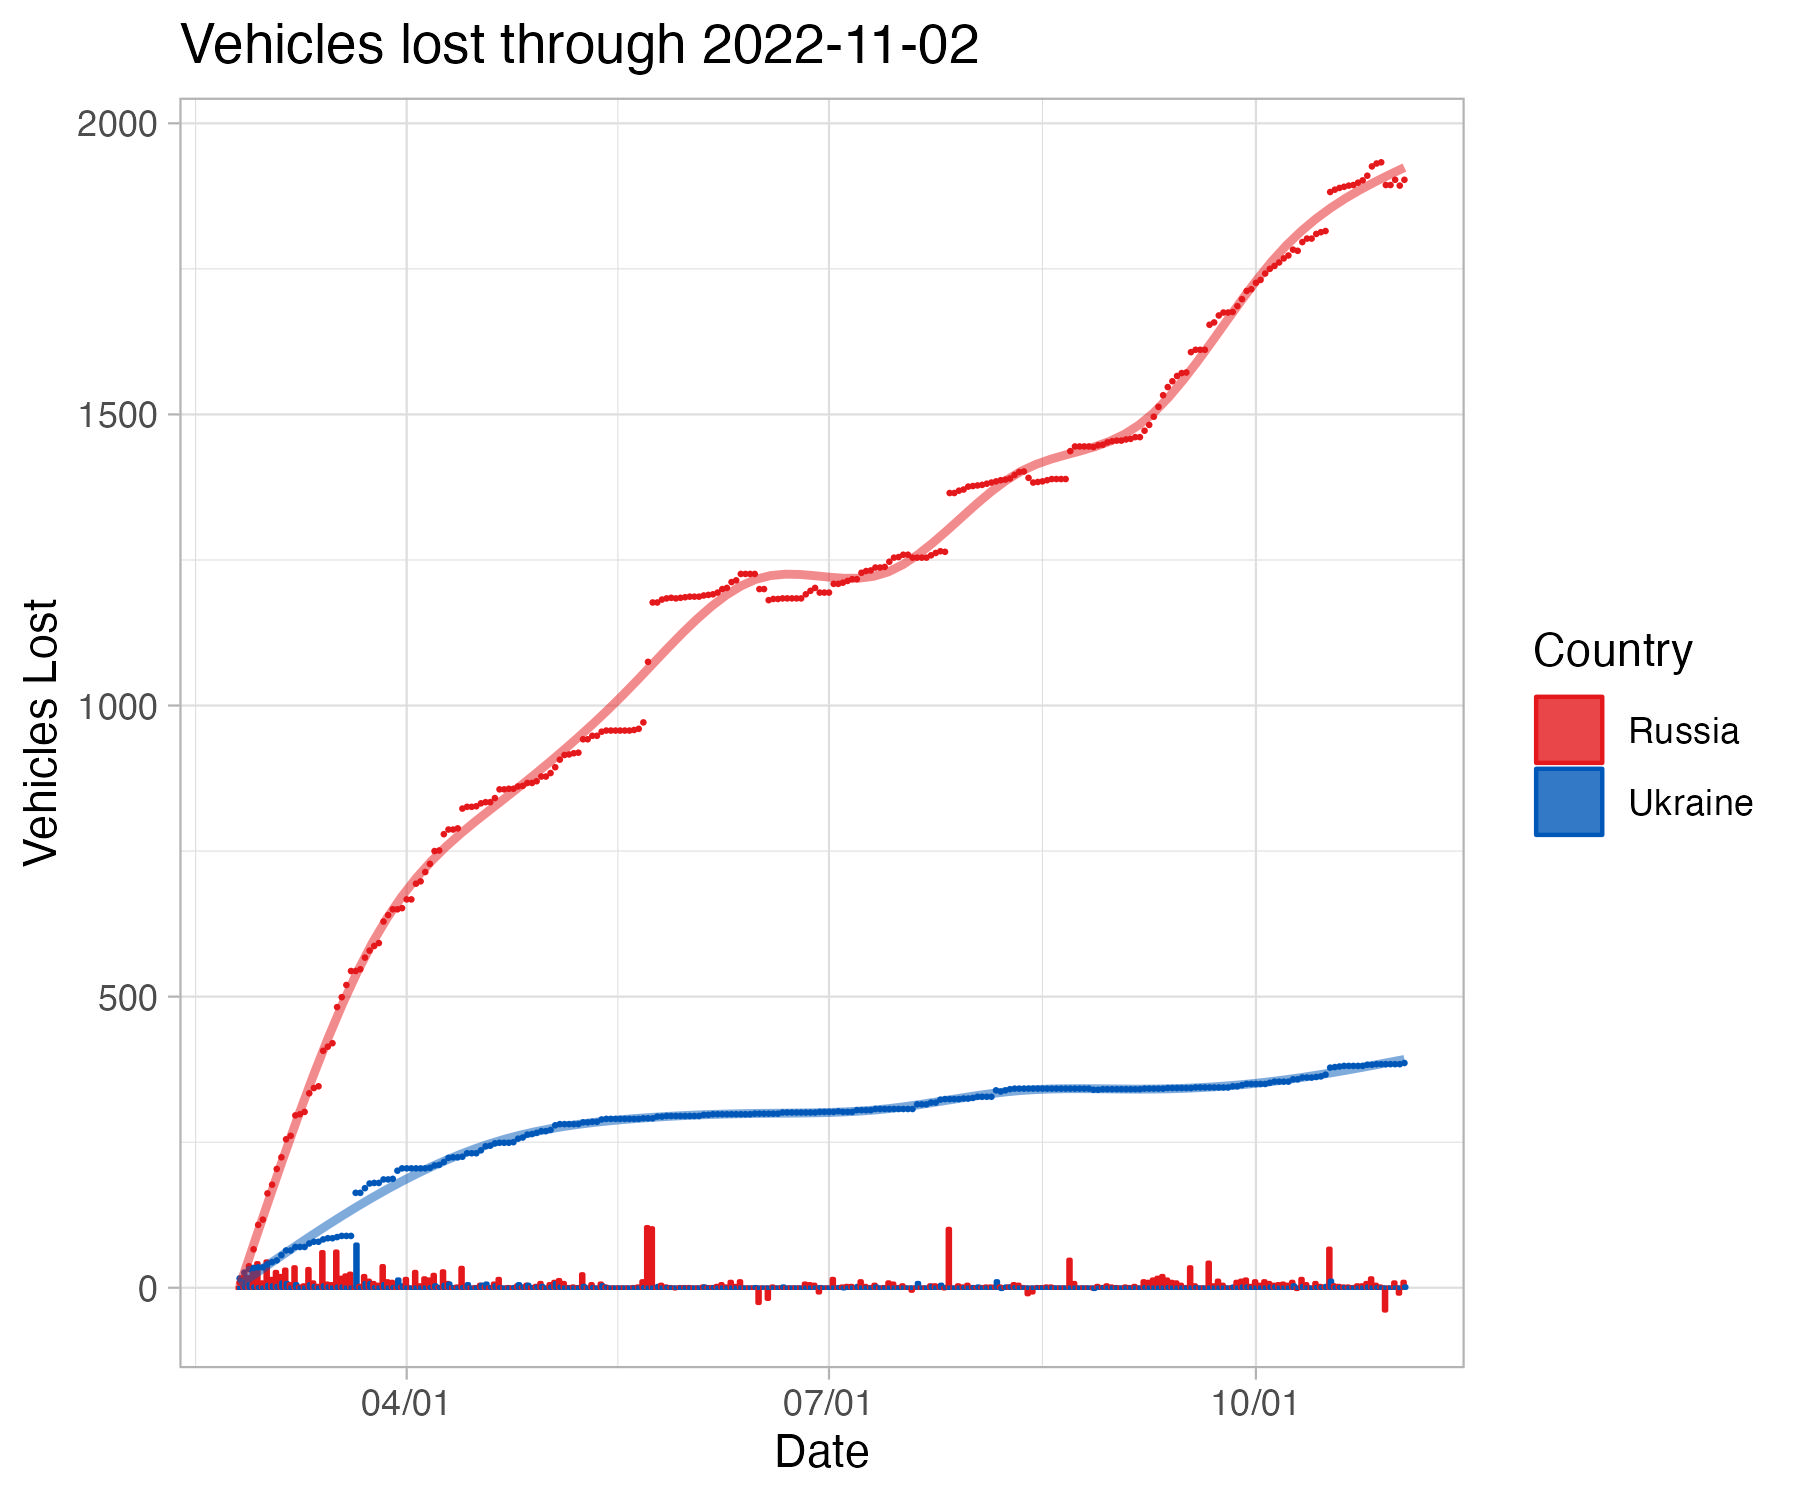 Vehicles lost through 2022-11-02
2000
1500
1000
500
0
Vehicles Lost
04/01
07/01
10/01
Date
Country
Russia
Ukraine